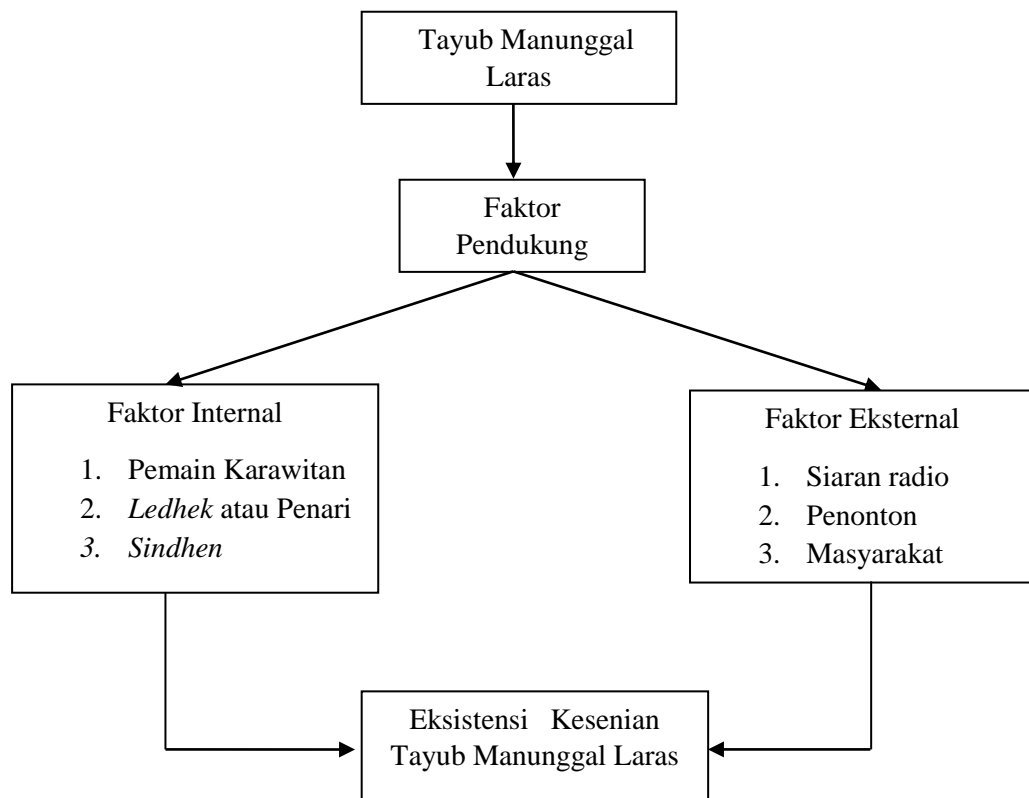 Tayub Manunggal
Laras
Faktor
Pendukung
Faktor Internal
1. Pemain Karawitan
2. Ledhek atau Penari
3. Sindhen
Faktor Eksternal
1. Siaran radio
2. Penonton
3. Masyarakat
Eksistensi Kesenian
Tayub Manunggal Laras